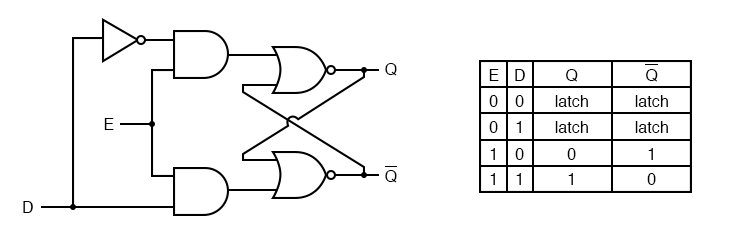 Q
E
Q̅
D
E D Q Q̅
0 0 latch latch
0 1 latch latch
1 0 0 1
1 1 1 0